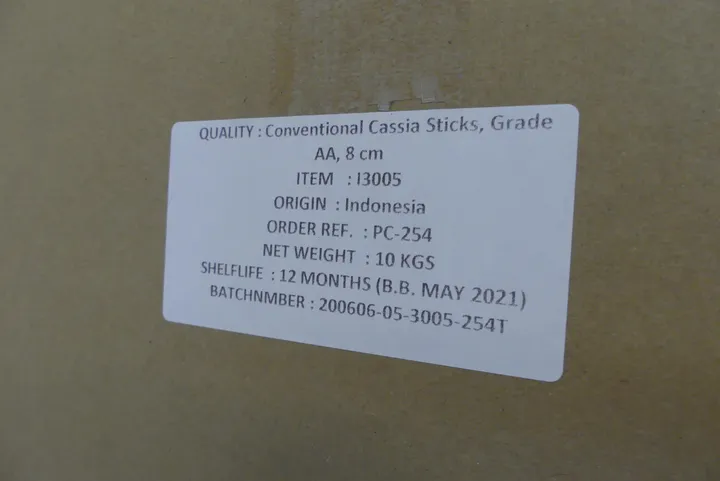 QUALITY : Conventional Cassia Sticks, Grade
AA, 8 cm
ITEM : I3005
ORIGIN : Indonesia
ORDER REF. : PC-254
NET WEIGHT : 10 KGS
SHELFLIFE : 12 MONTHS (B.B. MAY 2021)
BATCHNMBER : 200606-05-3005-254T